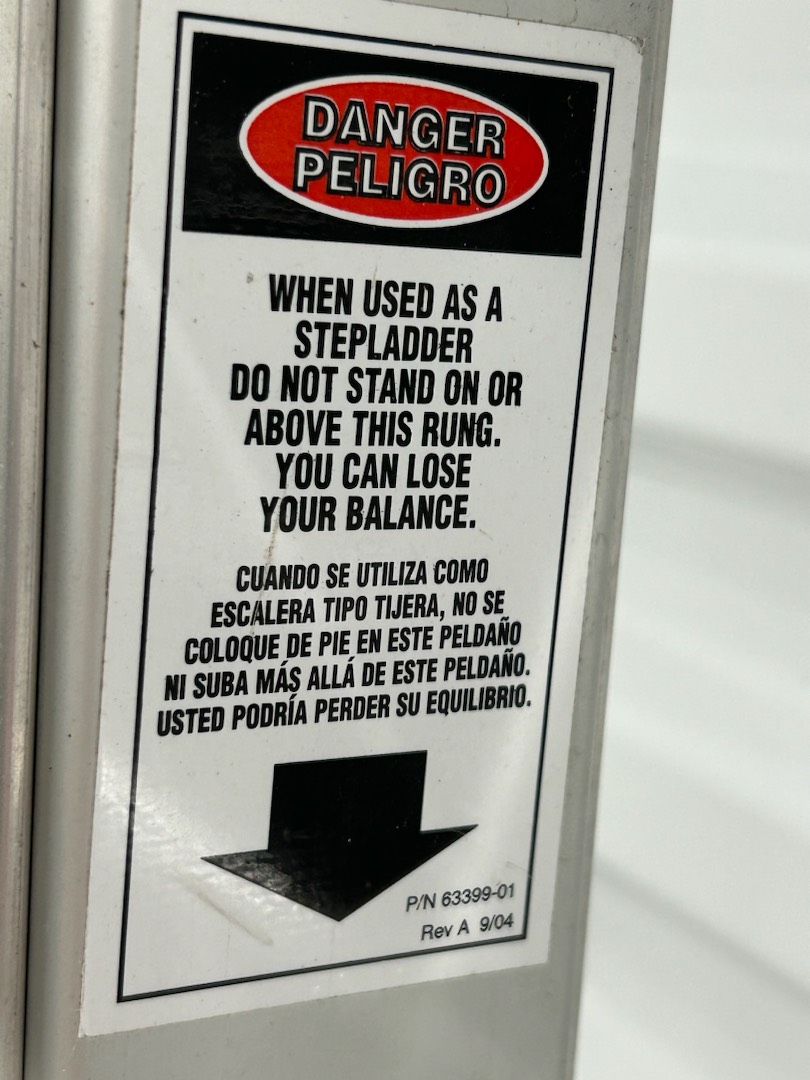 DANGER
PELIGRO
WHEN USED AS A
STEPLADDER
DO NOT STAND ON OR
ABOVE THIS RUNG.
YOU CAN LOSE
YOUR BALANCE.
CUANDO SE UTILIZA COMO
ESCALERA TIPO TIJERA, NO SE
COLOQUE DE PIE EN ESTE PELDAÑO
NI SUBA MÁS ALLÁ DE ESTE PELDAÑO.
USTED PODRÍA PERDER SU EQUILIBRIO.
P/N 63399-01
Rev A 9/04